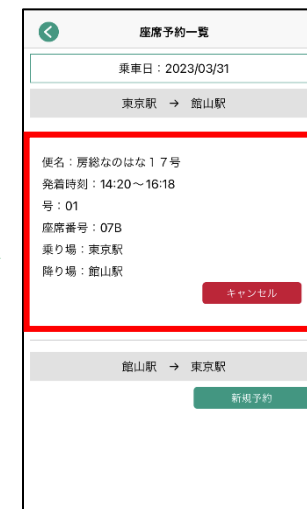 座席予約一覧
乗車日：2023/03/31
東京駅 → 館山駅
便名：房総なのはな１７号
発着時刻：14:20～16:18
号：01
座席番号：07B
乗り場：東京駅
降り場：館山駅
キャンセル
館山駅 → 東京駅
新規予約